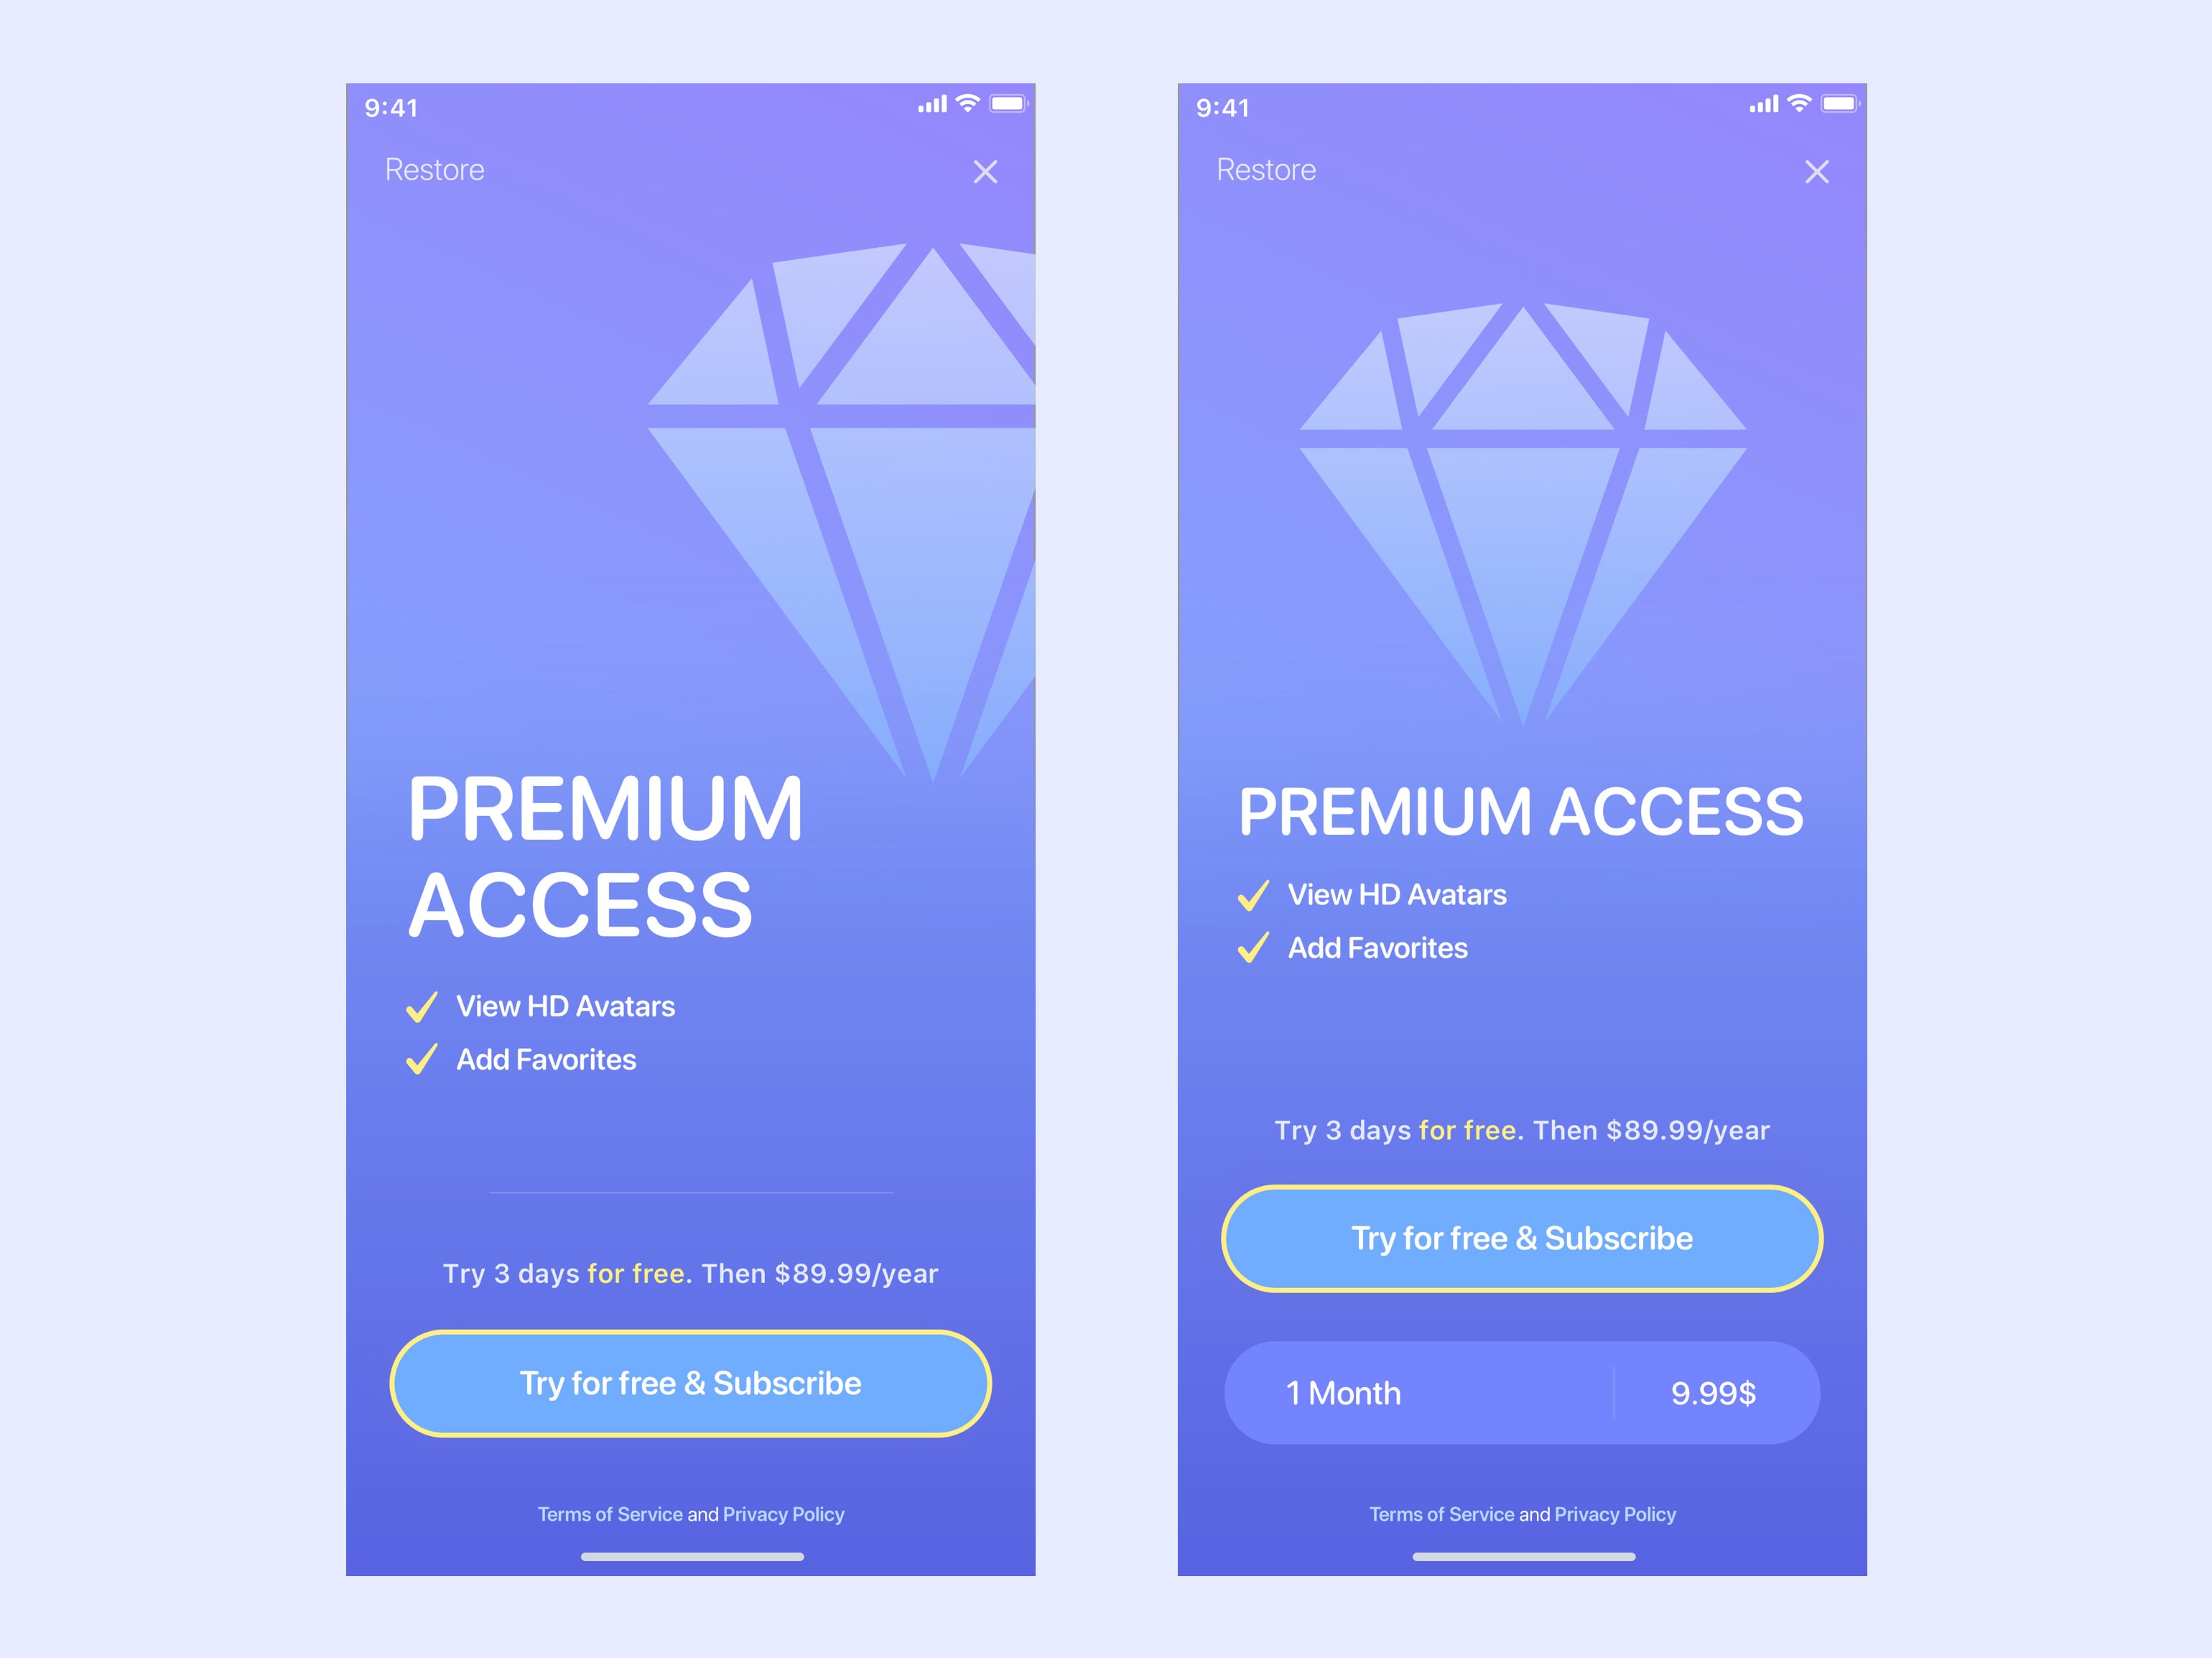 9:41
Restore
PREMIUM
ACCESS
View HD Avatars
Add Favorites
Try 3 days for free. Then $89.99/year
Try for free & Subscribe
Terms of Service and Privacy Policy
9:41
Restore
PREMIUM ACCESS
View HD Avatars
Add Favorites
Try 3 days for free. Then $89.99/year
Try for free & Subscribe
1 Month 9.99$
Terms of Service and Privacy Policy